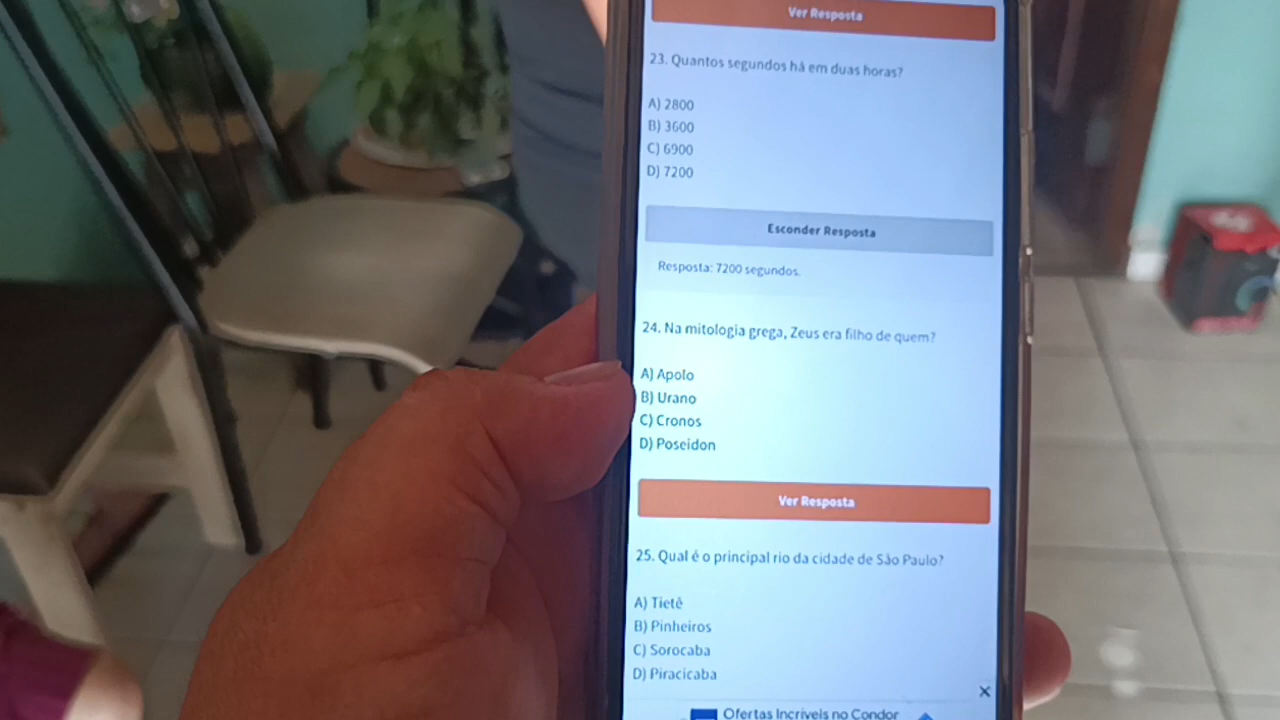 Ver Resposta
23. Quantos segundos há em duas horas?
A) 2800
B) 3600
C) 6900
D) 7200
Esconder Resposta
Resposta: 7200 segundos.
24. Na mitologia grega, Zeus era filho de quem?
A) Apolo
B) Urano
C) Cronos
D) Poseidon
Ver Resposta
25. Qual é o principal rio da cidade de São Paulo?
A) Tietê
B) Pinheiros
C) Sorocaba
D) Piracicaba
Ofertas Incríveis no Condor